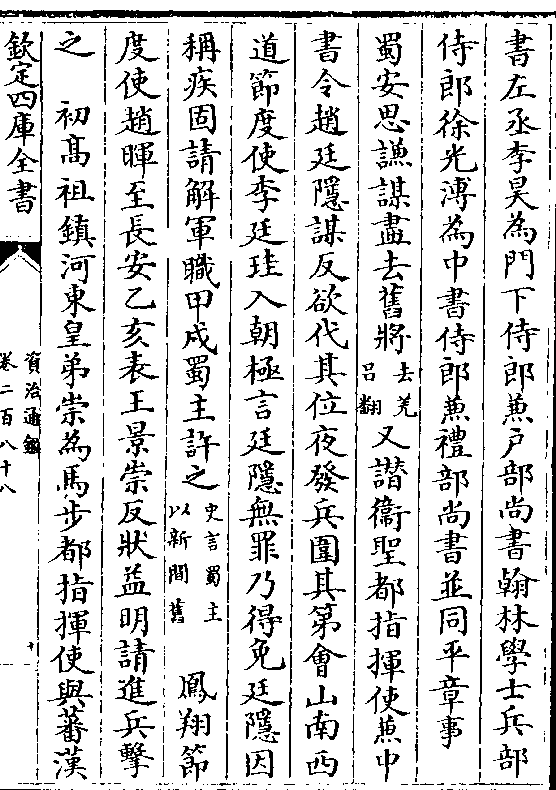 書左丞李昊為門下侍郎兼戶部尚書翰林學士兵部
侍郎徐光溥為中書侍郎兼禮部尚書並同平章事
蜀安思謙謀盡去舊將去羌
呂翻又譖衞聖都指揮使兼中
書令趙廷隱謀反欲代其位夜發兵圍其第會山南西
道節度使李廷珪入朝極言廷隱無罪乃得免廷隱因
稱疾固請解軍職甲戌蜀主許之史言蜀主
以新間舊鳳翔節
度使趙暉至長安乙亥表王景崇反狀益明請進兵擊
之 初高祖鎮河東皇弟崇為馬步都指揮使與蕃漢
欽定四庫全書
資治通鑑
卷二百八十八
十